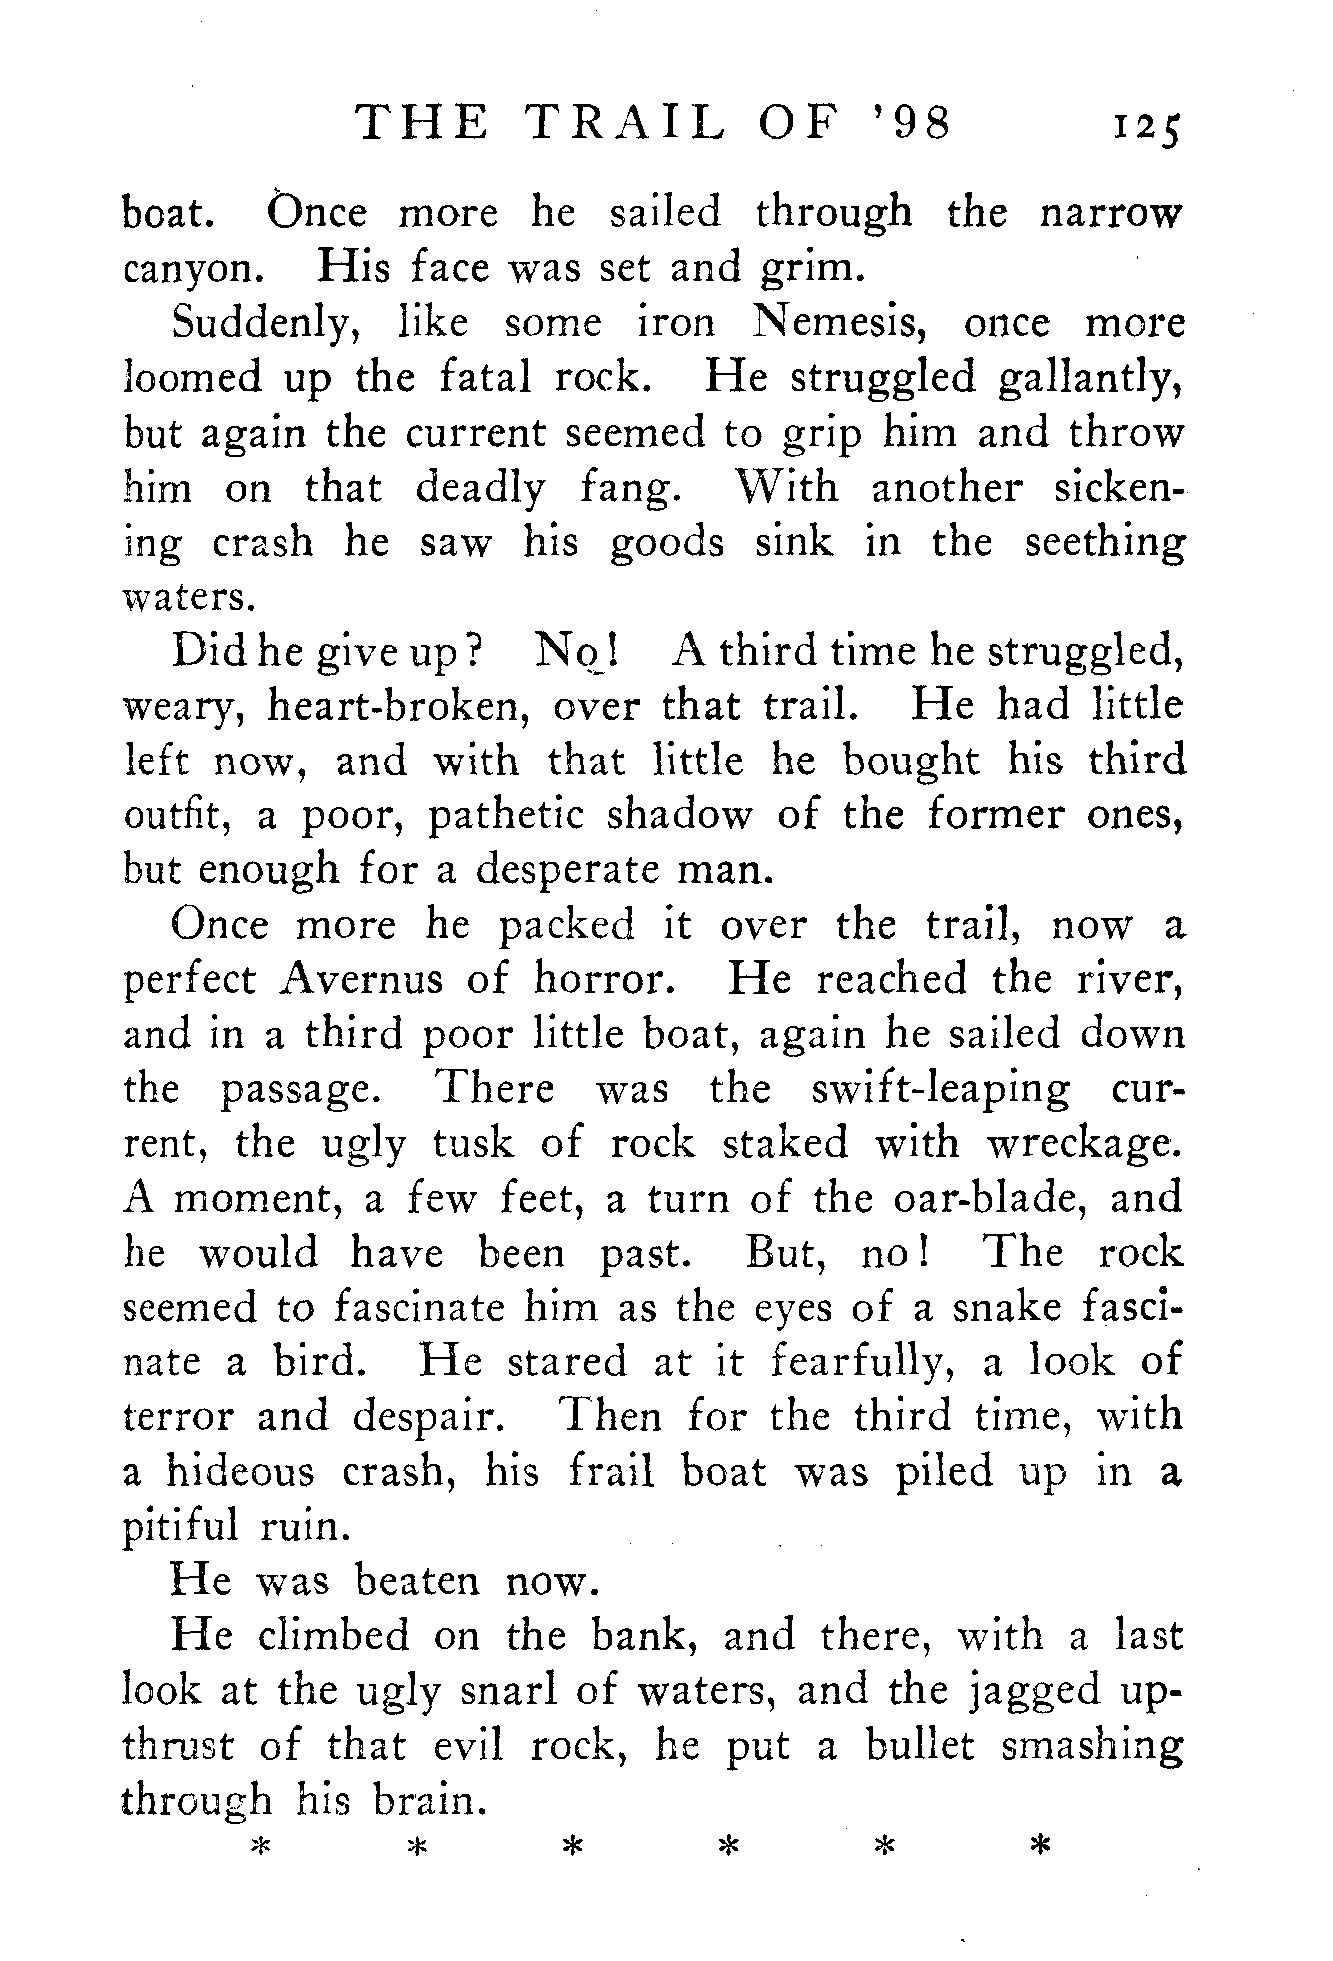 THE TRAIL OF '98 125
boat. Once more he sailed through the narrow
canyon. His face was set and grim.
Suddenly, like some iron Nemesis, once more
loomed up the fatal rock. He struggled gallantly,
but again the current seemed to grip him and throw
him on that deadly fang. With another sicken-
ing crash he saw his goods sink in the seething
waters.
Did he give up? No! A third time he struggled,
weary, heart-broken, over that trail. He had little
left now, and with that little he bought his third
outfit, a poor, pathetic shadow of the former ones,
but enough for a desperate man.
Once more he packed it over the trail, now a
perfect Avernus of horror. He reached the river,
and in a third poor little boat, again he sailed down
the passage. There was the swift-leaping cur-
rent, the ugly tusk of rock staked with wreckage.
A moment, a few feet, a turn of the oar-blade, and
he would have been past. But, no! The rock
seemed to fascinate him as the eyes of a snake fasci-
nate a bird. He stared at it fearfully, a look of
terror and despair. Then for the third time, with
a hideous crash, his frail boat was piled up in a
pitiful ruin.
He was beaten now.
He climbed on the bank, and there, with a last
look at the ugly snarl of waters, and the jagged up-
thrust of that evil rock, he put a bullet smashing
through his brain.
* * * * * *